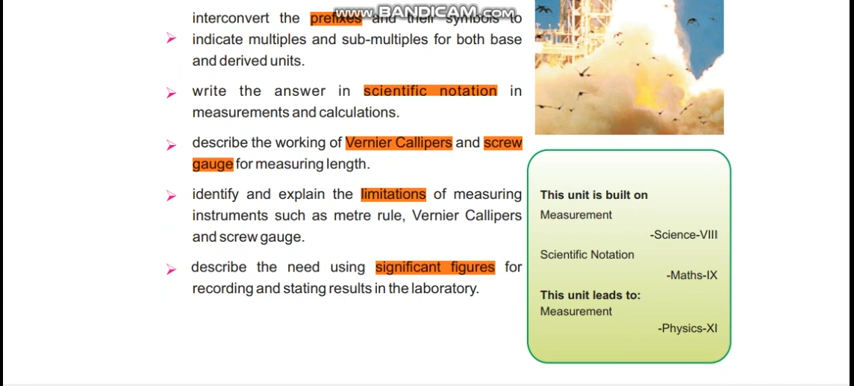 www.BANDICAM.com
interconvert the prefixes and their symbols to
indicate multiples and sub-multiples for both base
and derived units.
➢ write the answer in scientific notation in
measurements and calculations.
➢ describe the working of Vernier Callipers and screw
gauge for measuring length.
➢ identify and explain the limitations of measuring
instruments such as metre rule, Vernier Callipers
and screw gauge.
➢ describe the need using significant figures for
recording and stating results in the laboratory.
This unit is built on
Measurement
-Science-VIII
Scientific Notation
-Maths-IX
This unit leads to:
Measurement
-Physics-XI